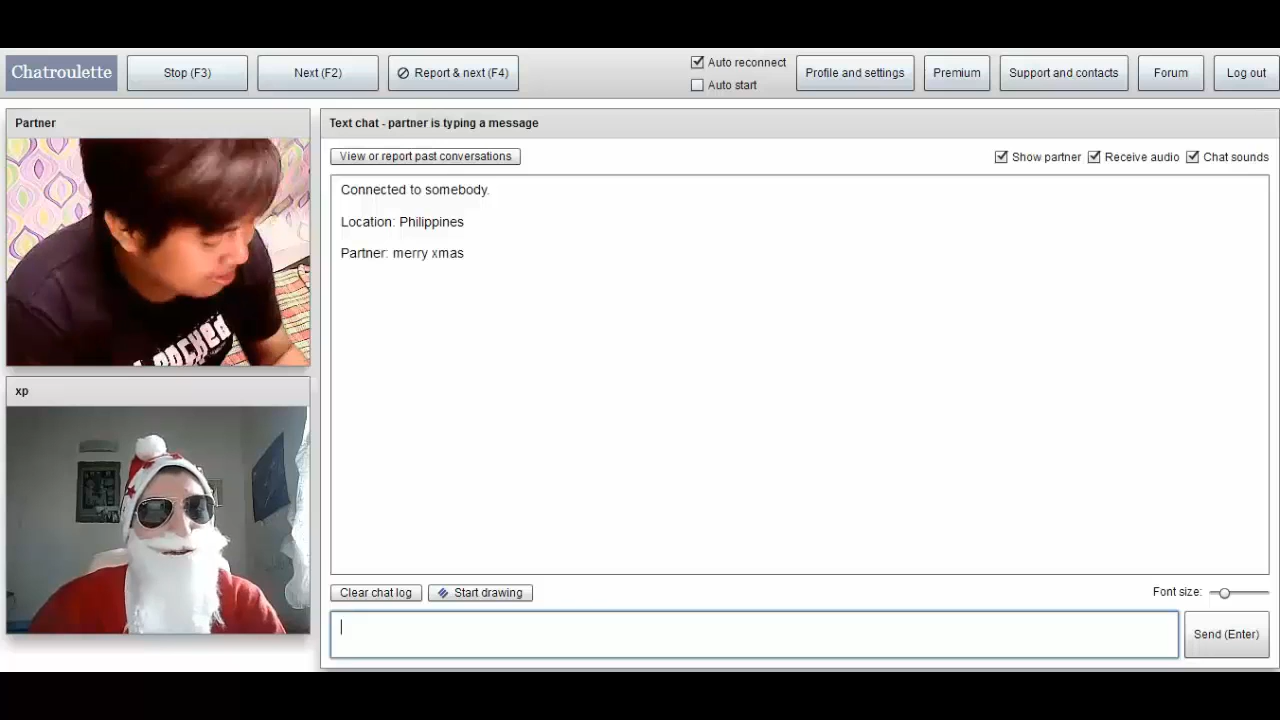 Chatroulette
Stop (F3)
Next (F2)
Report & next (F4)
Auto reconnect
Auto start
Profile and settings
Premium
Support and contacts
Forum
Log out
Partner
Text chat - partner is typing a message
View or report past conversations
Show partner
Receive audio
Chat sounds
Connected to somebody.
Location: Philippines
Partner: merry xmas
xp
Clear chat log
Start drawing
Font size:
Send (Enter)